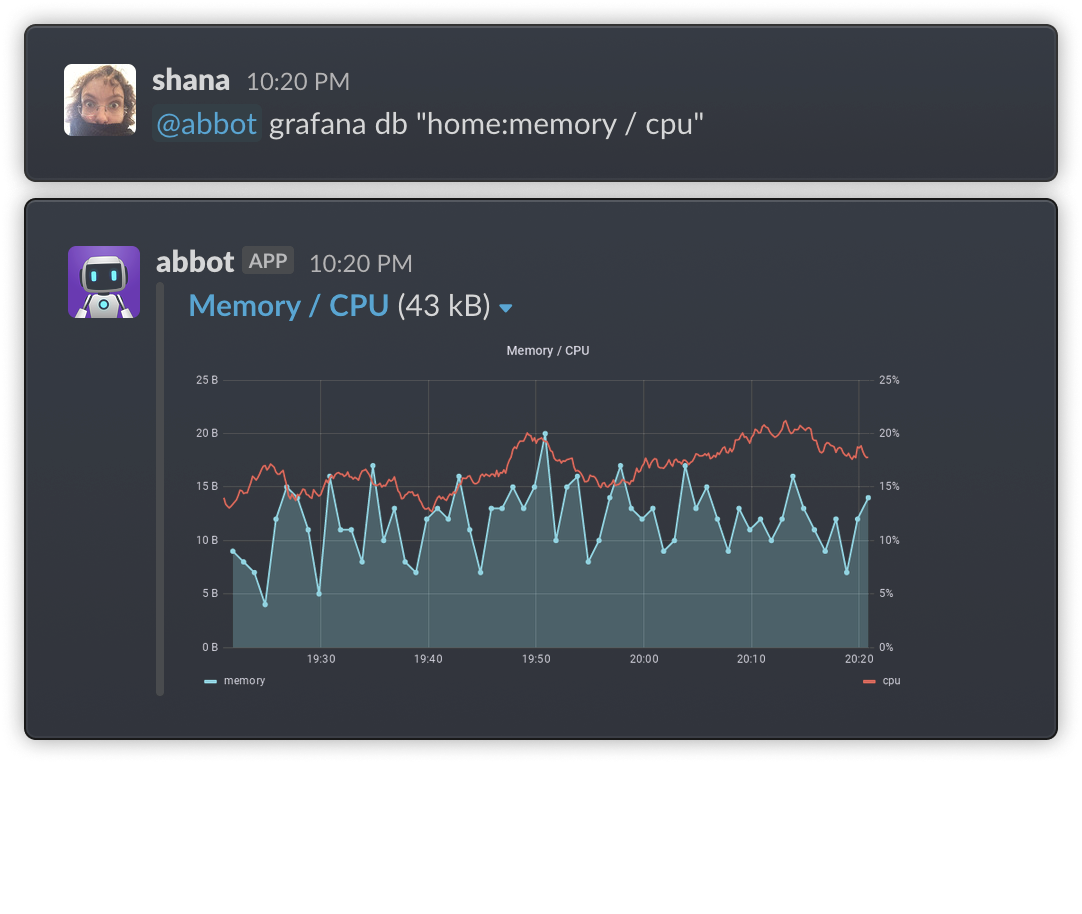 shana 10:20 PM
@abbot grafana db "home:memory / cpu"
abbot APP 10:20 PM
Memory / CPU (43 kB)
Memory / CPU
25 B 25%
20 B 20%
15 B 15%
10 B 10%
5 B 5%
0 B 0%
19:30 19:40 19:50 20:00 20:10 20:20
memory cpu